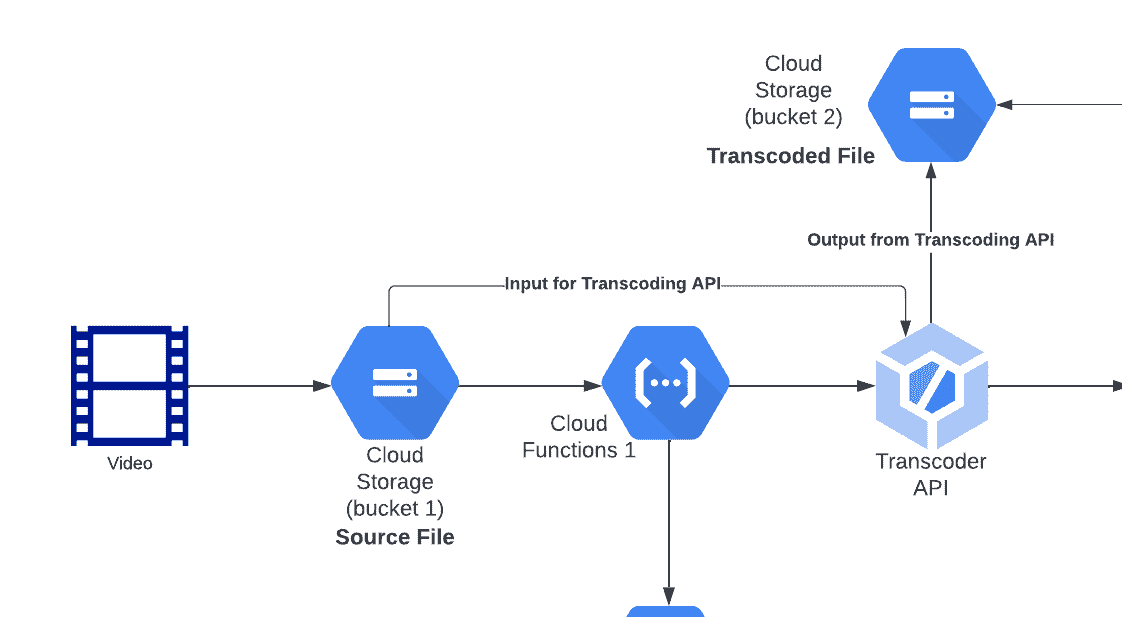 Cloud
Storage
(bucket 2)
Transcoded File
Output from Transcoding API
Input for Transcoding API
Video
Cloud
Storage
(bucket 1)
Source File
Cloud
Functions 1
Transcoder
API